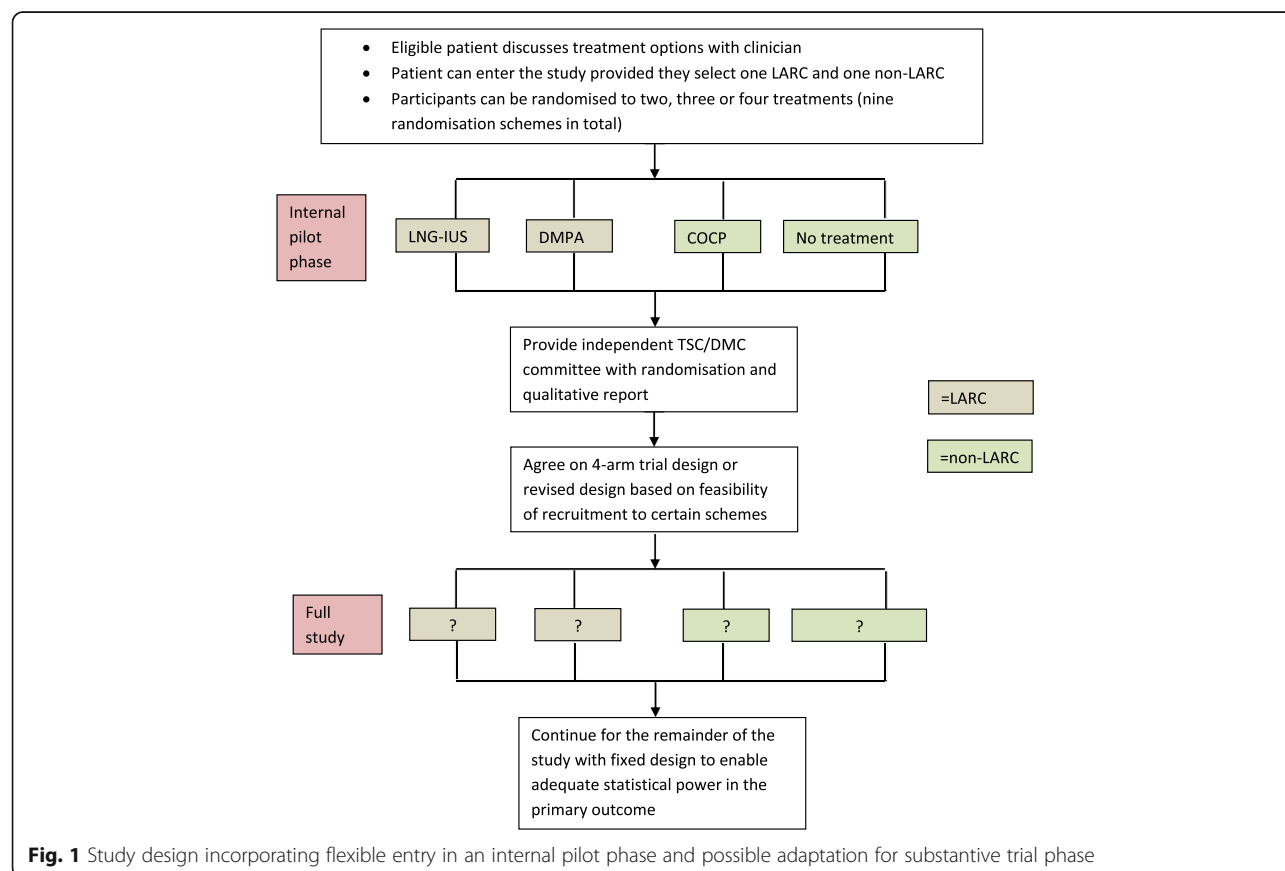 • Eligible patient discusses treatment options with clinician
• Patient can enter the study provided they select one LARC and one non-LARC
• Participants can be randomised to two, three or four treatments (nine
randomisation schemes in total)
Internal
pilot
phase
LNG-IUS
DMPA
COCP
No treatment
Provide independent TSC/DMC
committee with randomisation and
qualitative report
=LARC
=non-LARC
Agree on 4-arm trial design or
revised design based on feasibility
of recruitment to certain schemes
Full
study
?
?
?
?
Continue for the remainder of the
study with fixed design to enable
adequate statistical power in the
primary outcome
Fig. 1 Study design incorporating flexible entry in an internal pilot phase and possible adaptation for substantive trial phase